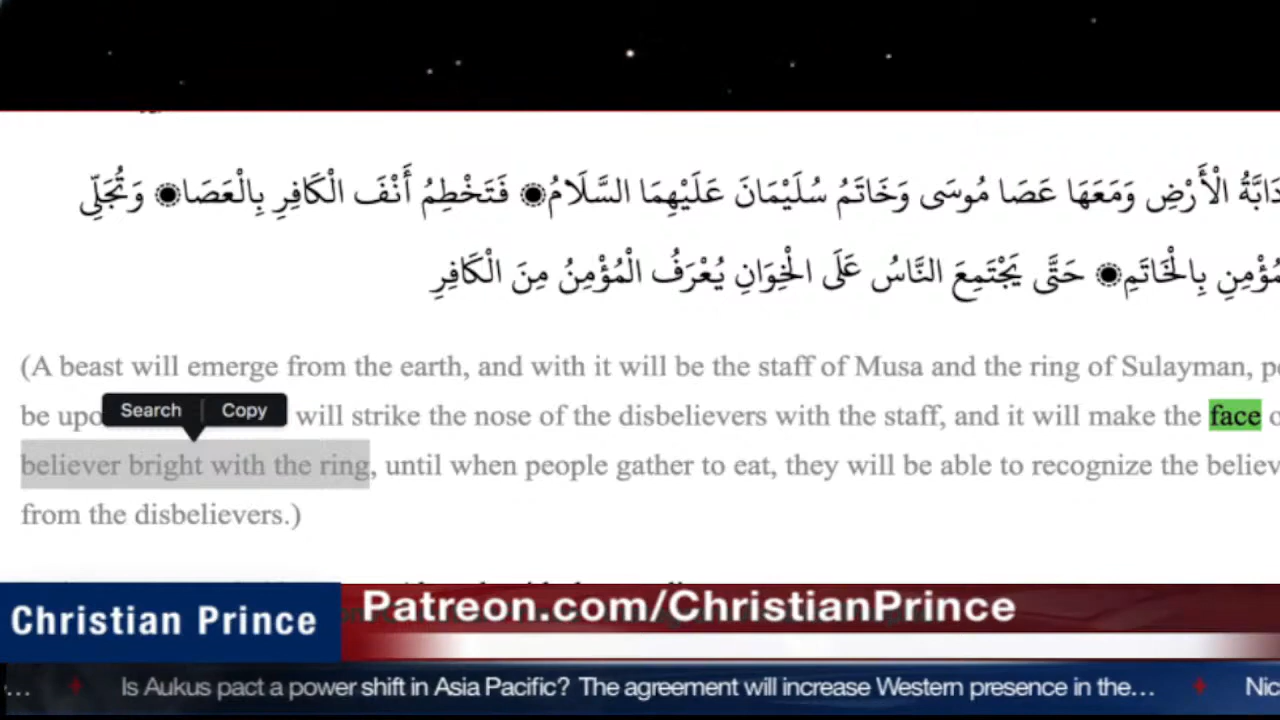 دَابَّةُ الْأَرْضِ وَمَعَهَا عَصَا مُوسَى وَخَاتَمُ سُلَيْمَانَ عَلَيْهِمَا السَّلَامُ۞ فَتَخْطِمُ أَنْفَ الْكَافِرِ بِالْعَصَا۞ وَتُجَلِّي
بِالْخَاتَمِ۞ حَتَّى يَجْتَمِعَ النَّاسُ عَلَى الْخِوَانِ يُعْرَفُ الْمُؤْمِنُ مِنَ الْكَافِرِ
(A beast will emerge from the earth, and with it will be the staff of Musa and the ring of Sulayman,
Search Copy
be will strike the nose of the disbelievers with the staff, and it will make the face
believer bright with the ring, until when people gather to eat, they will be able to recognize the
from the disbelievers.)
Christian Prince
Patreon.com/ChristianPrince
... Is Aukus pact a power shift in Asia Pacific? The agreement will increase Western presence in the...